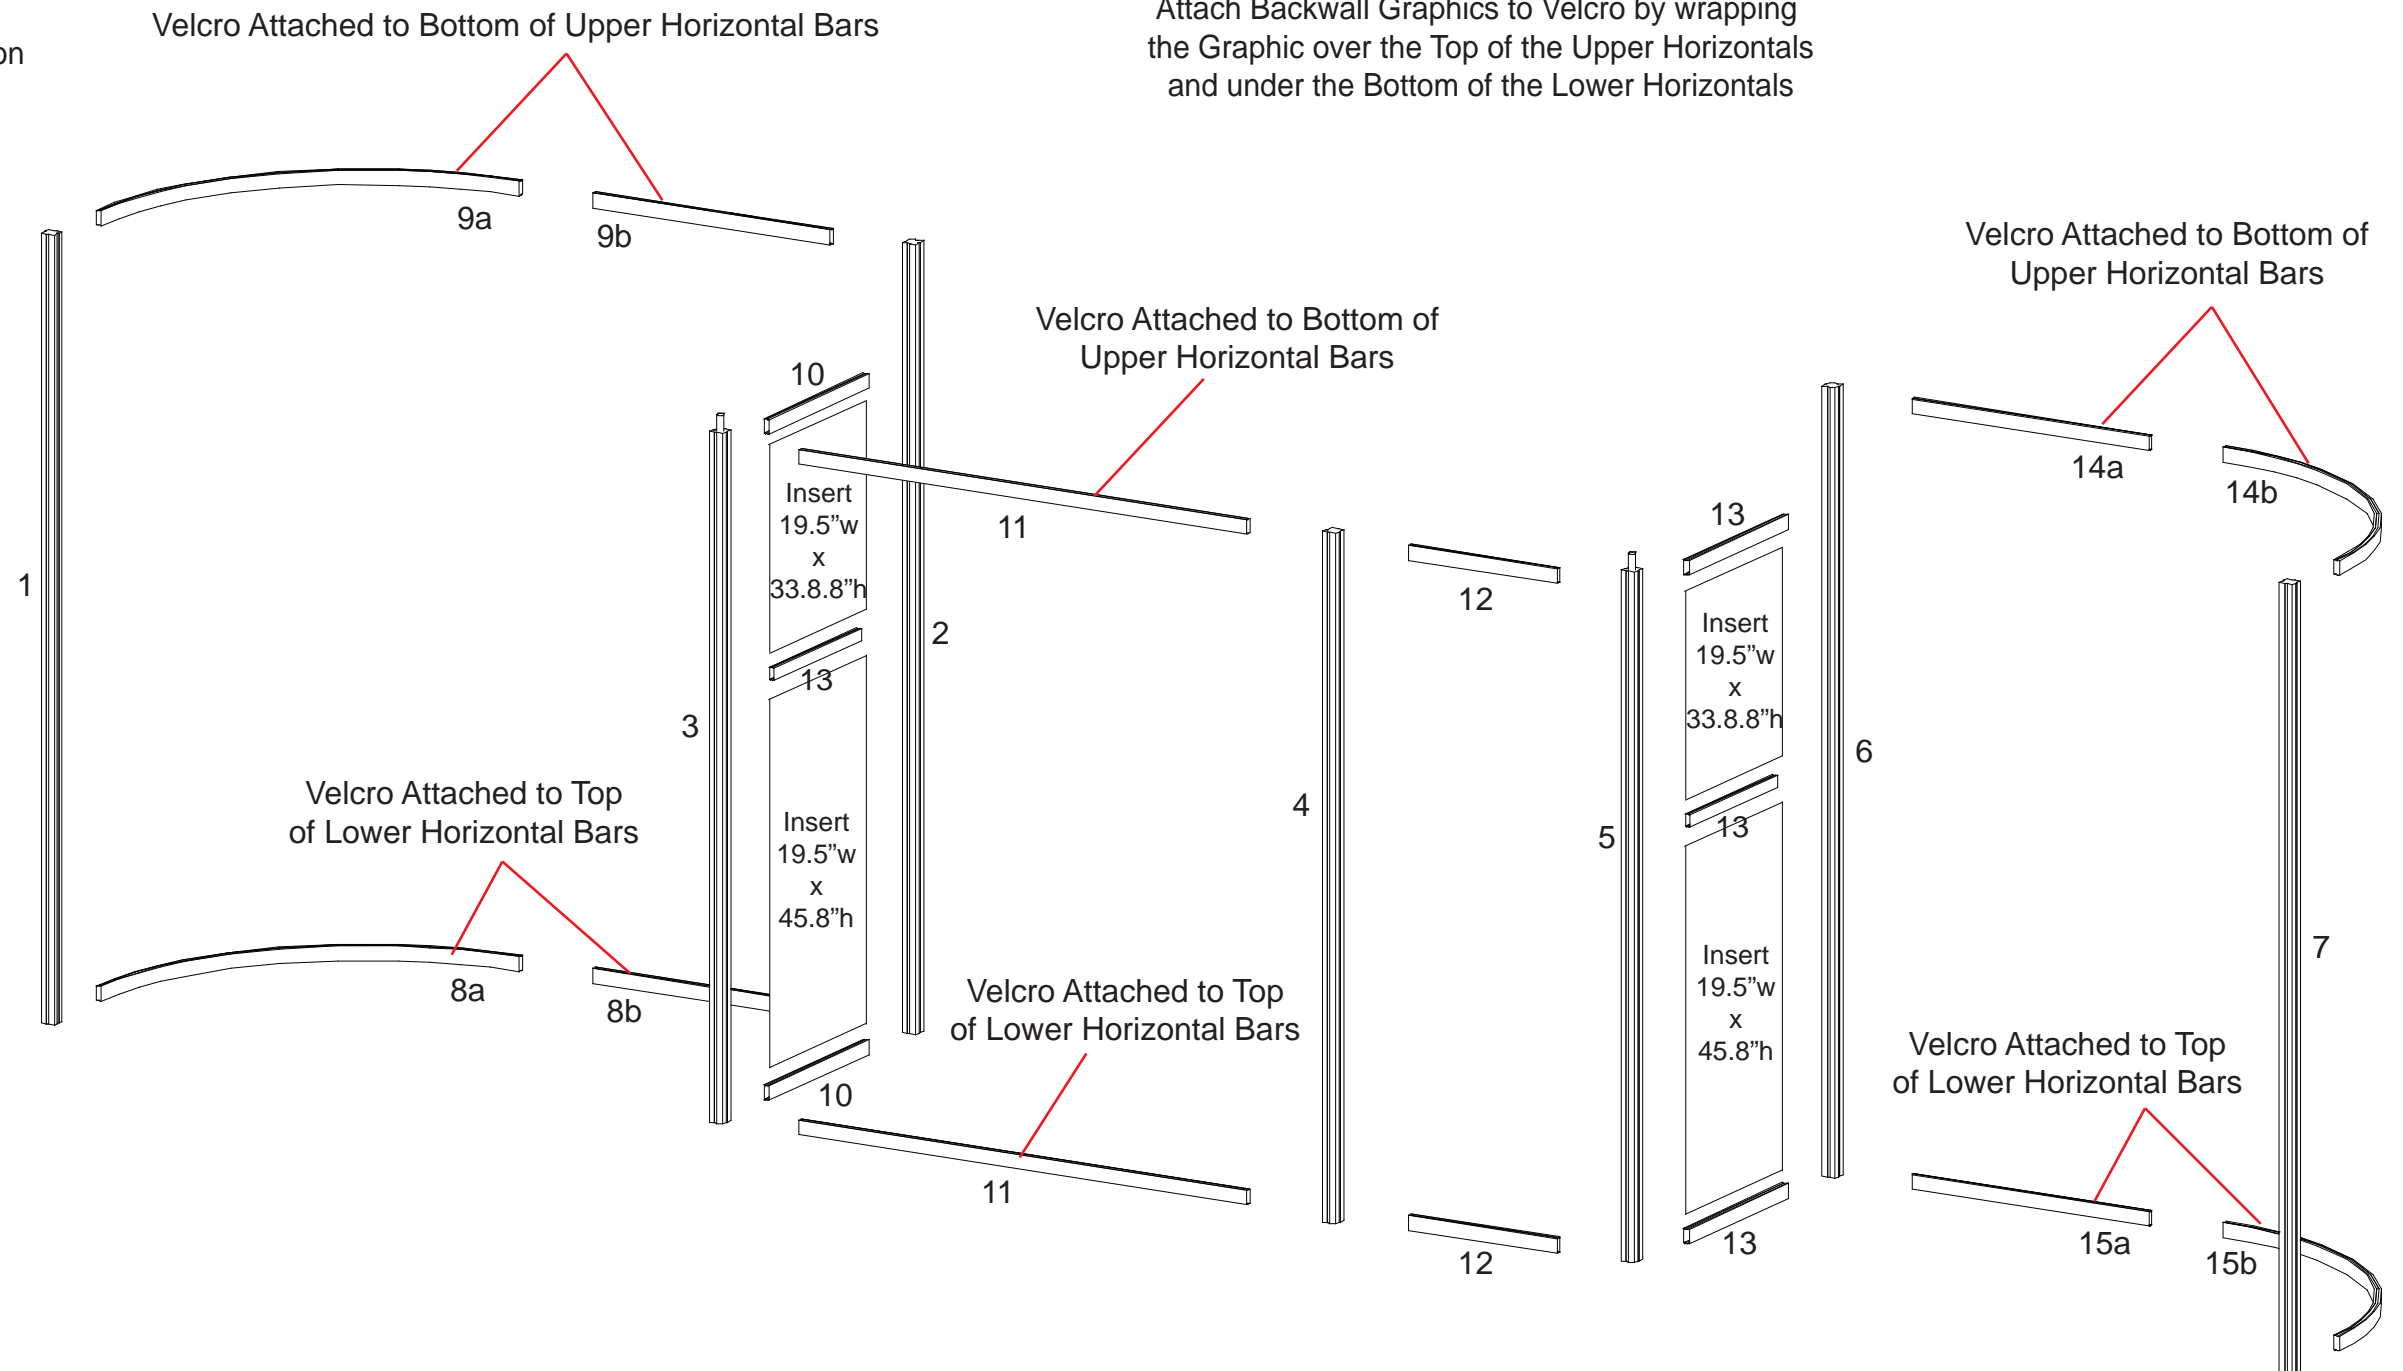 on
Velcro Attached to Bottom of Upper Horizontal Bars
Attach Backwall Graphics to Velcro by wrapping
the Graphic over the Top of the Upper Horizontals
and under the Bottom of the Lower Horizontals
9a
9b
Velcro Attached to Bottom of
Upper Horizontal Bars
Velcro Attached to Bottom of
Upper Horizontal Bars
10
14a
14b
Insert
19.5”w
x
33.8.8”h
11
13
12
1
2
Insert
19.5”w
x
33.8.8”h
13
3
6
Velcro Attached to Top
of Lower Horizontal Bars
4
5
13
Insert
19.5”w
x
45.8”h
7
8a
8b
Velcro Attached to Top
of Lower Horizontal Bars
Insert
19.5”w
x
45.8”h
Velcro Attached to Top
of Lower Horizontal Bars
10
11
12
13
15a
15b